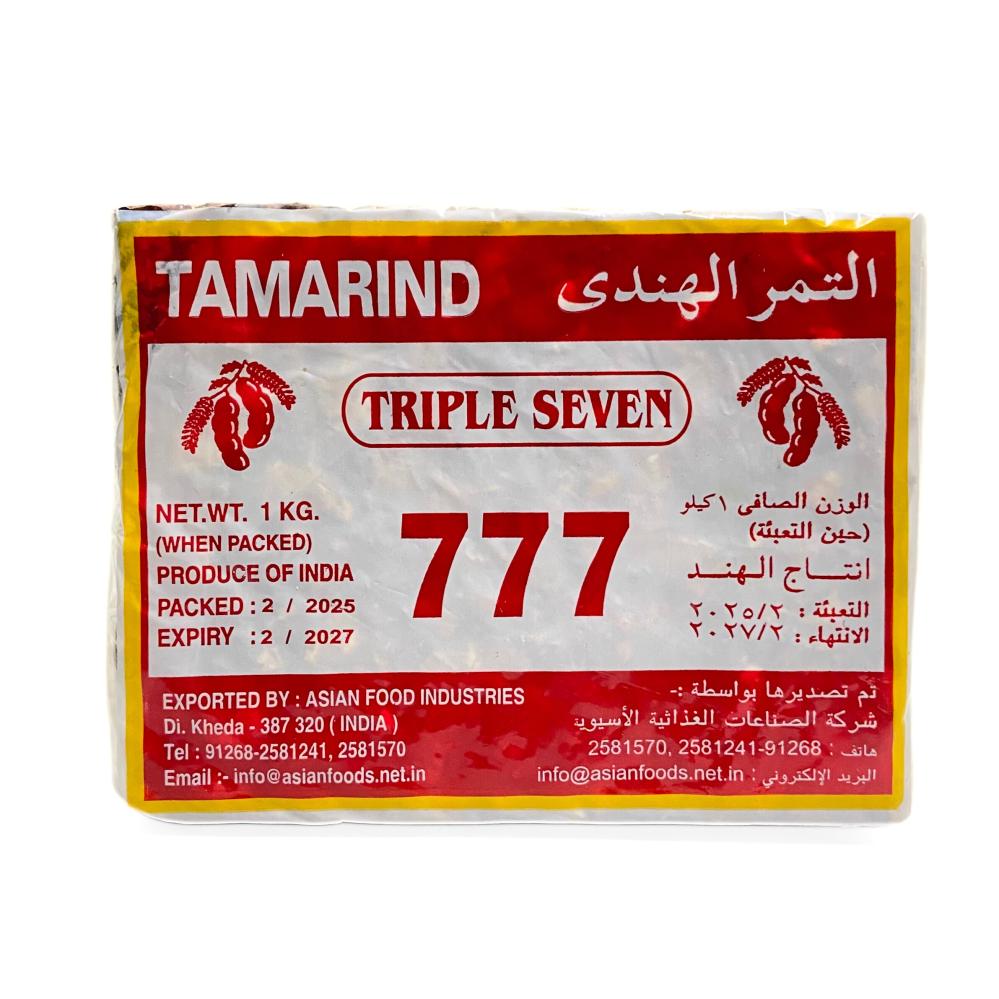 TAMARIND
التمر الهندى
TRIPLE SEVEN
777
NET.WT. 1 KG.
(WHEN PACKED)
PRODUCE OF INDIA
PACKED : 2 / 2025
EXPIRY : 2 / 2027
الوزن الصافى ١ كيلو
(حين التعبئة)
انتاج الهند
التعبئة : ٢٠٢٥/٢
الانتهاء : ٢٠٢٧/٢
EXPORTED BY : ASIAN FOOD INDUSTRIES
Di. Kheda - 387 320 ( INDIA )
Tel : 91268-2581241, 2581570
Email :- info@asianfoods.net.in
تم تصديرها بواسطة :-
شركة الصناعات الغذائية الأسيوية
هاتف : 91268-2581241 ,2581570
البريد الإلكتروني : info@asianfoods.net.in